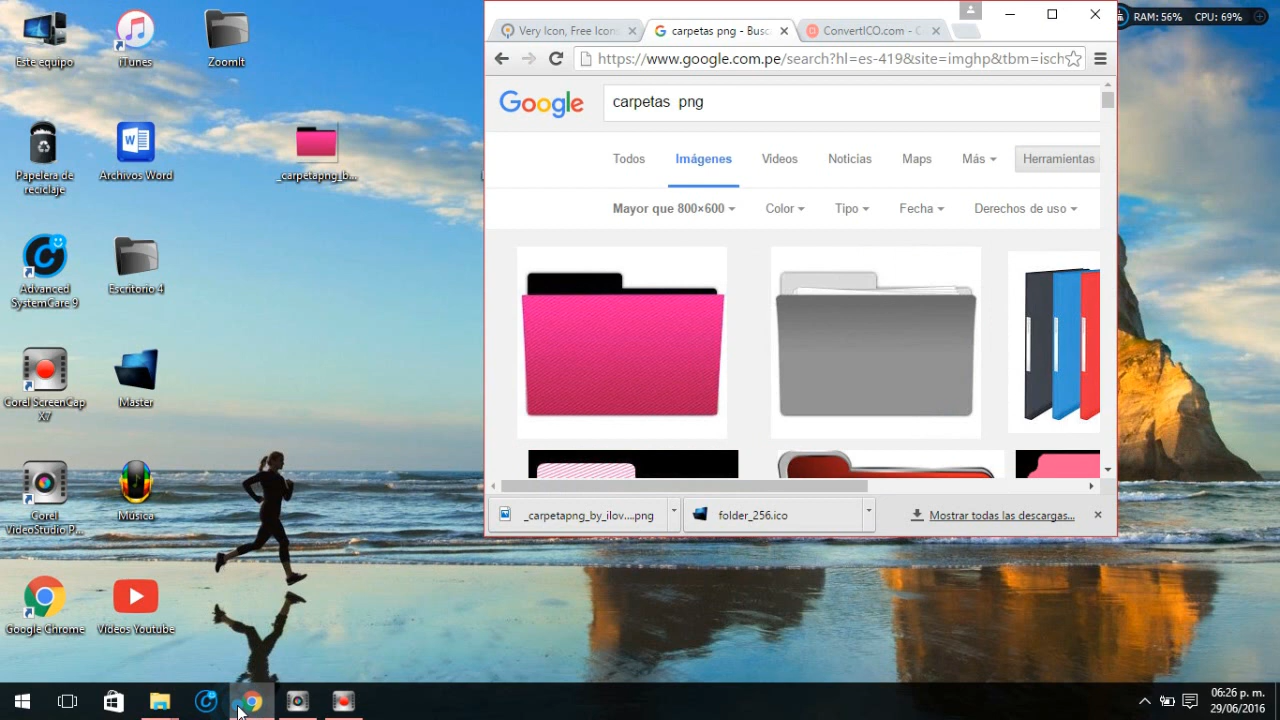 Este equipo
iTunes
ZoomIt
Papelera de
reciclaje
Archivos Word
_carpetapng_b...
Advanced
SystemCare 9
Escritorio 4
Corel ScreenCap
X7
Master
Corel
VideoStudio P...
Música
Google Chrome
Videos Youtube
Very Icon, Free Icon
carpetas png - Busc
ConvertICO.com - C
https://www.google.com.pe/search?hl=es-419&site=imghp&tbm=isch
Google
carpetas png
Todos
Imágenes
Videos
Noticias
Maps
Más
Herramientas
Mayor que 800×600
Color
Tipo
Fecha
Derechos de uso
_carpetapng_by_ilov....png
folder_256.ico
Mostrar todas las descargas...
RAM: 56% CPU: 69%
06:26 p. m.
29/06/2016